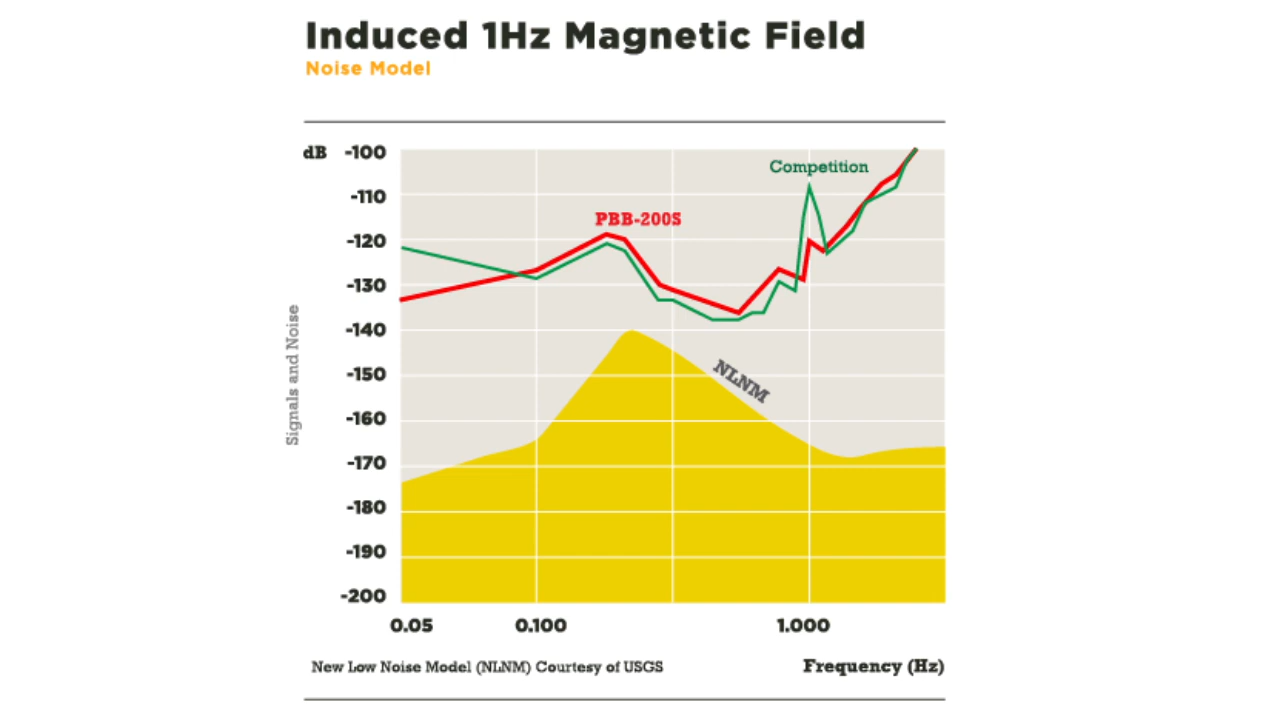 Induced 1Hz Magnetic Field
Noise Model
dB
-100
-110
-120
-130
-140
-150
-160
-170
-180
-190
-200
Signals and Noise
Competition
PBB-200S
NLNM
0.05 0.100 1.000
New Low Noise Model (NLNM) Courtesy of USGS
Frequency (Hz)